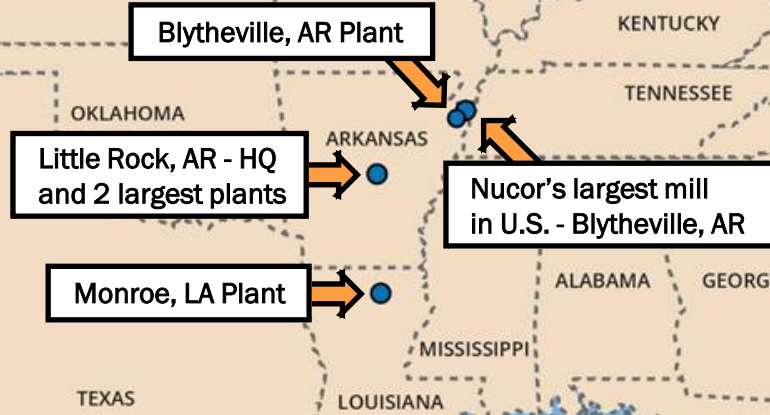 Blytheville, AR Plant
KENTUCKY
TENNESSEE
OKLAHOMA
ARKANSAS
Little Rock, AR - HQ
and 2 largest plants
Nucor's largest mill
in U.S. - Blytheville, AR
Monroe, LA Plant
ALABAMA
GEORG
MISSISSIPPI
TEXAS
LOUISIANA